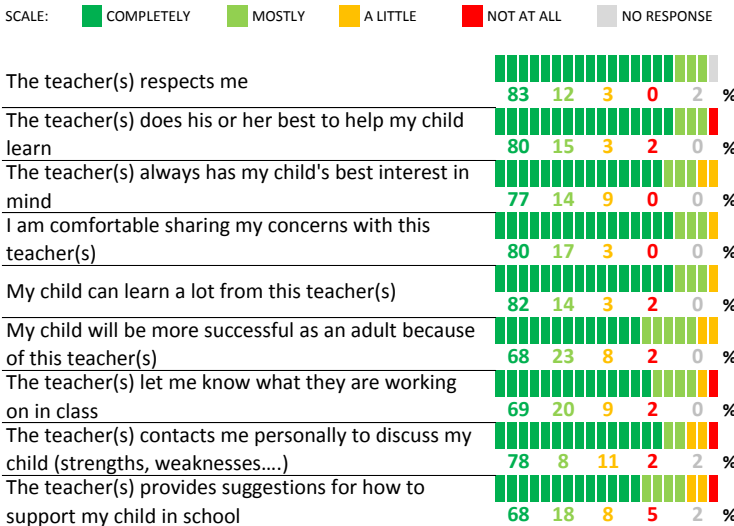 SCALE: COMPLETELY MOSTLY A LITTLE NOT AT ALL NO RESPONSE
The teacher(s) respects me
83 12 3 0 2 %
The teacher(s) does his or her best to help my child
learn
80 15 3 2 0 %
The teacher(s) always has my child's best interest in
mind
77 14 9 0 0 %
I am comfortable sharing my concerns with this
teacher(s)
80 17 3 0 0 %
My child can learn a lot from this teacher(s)
82 14 3 2 0 %
My child will be more successful as an adult because
of this teacher(s)
68 23 8 2 0 %
The teacher(s) let me know what they are working
on in class
69 20 9 2 0 %
The teacher(s) contacts me personally to discuss my
child (strengths, weaknesses....)
78 8 11 2 2 %
The teacher(s) provides suggestions for how to
support my child in school
68 18 8 5 2 %